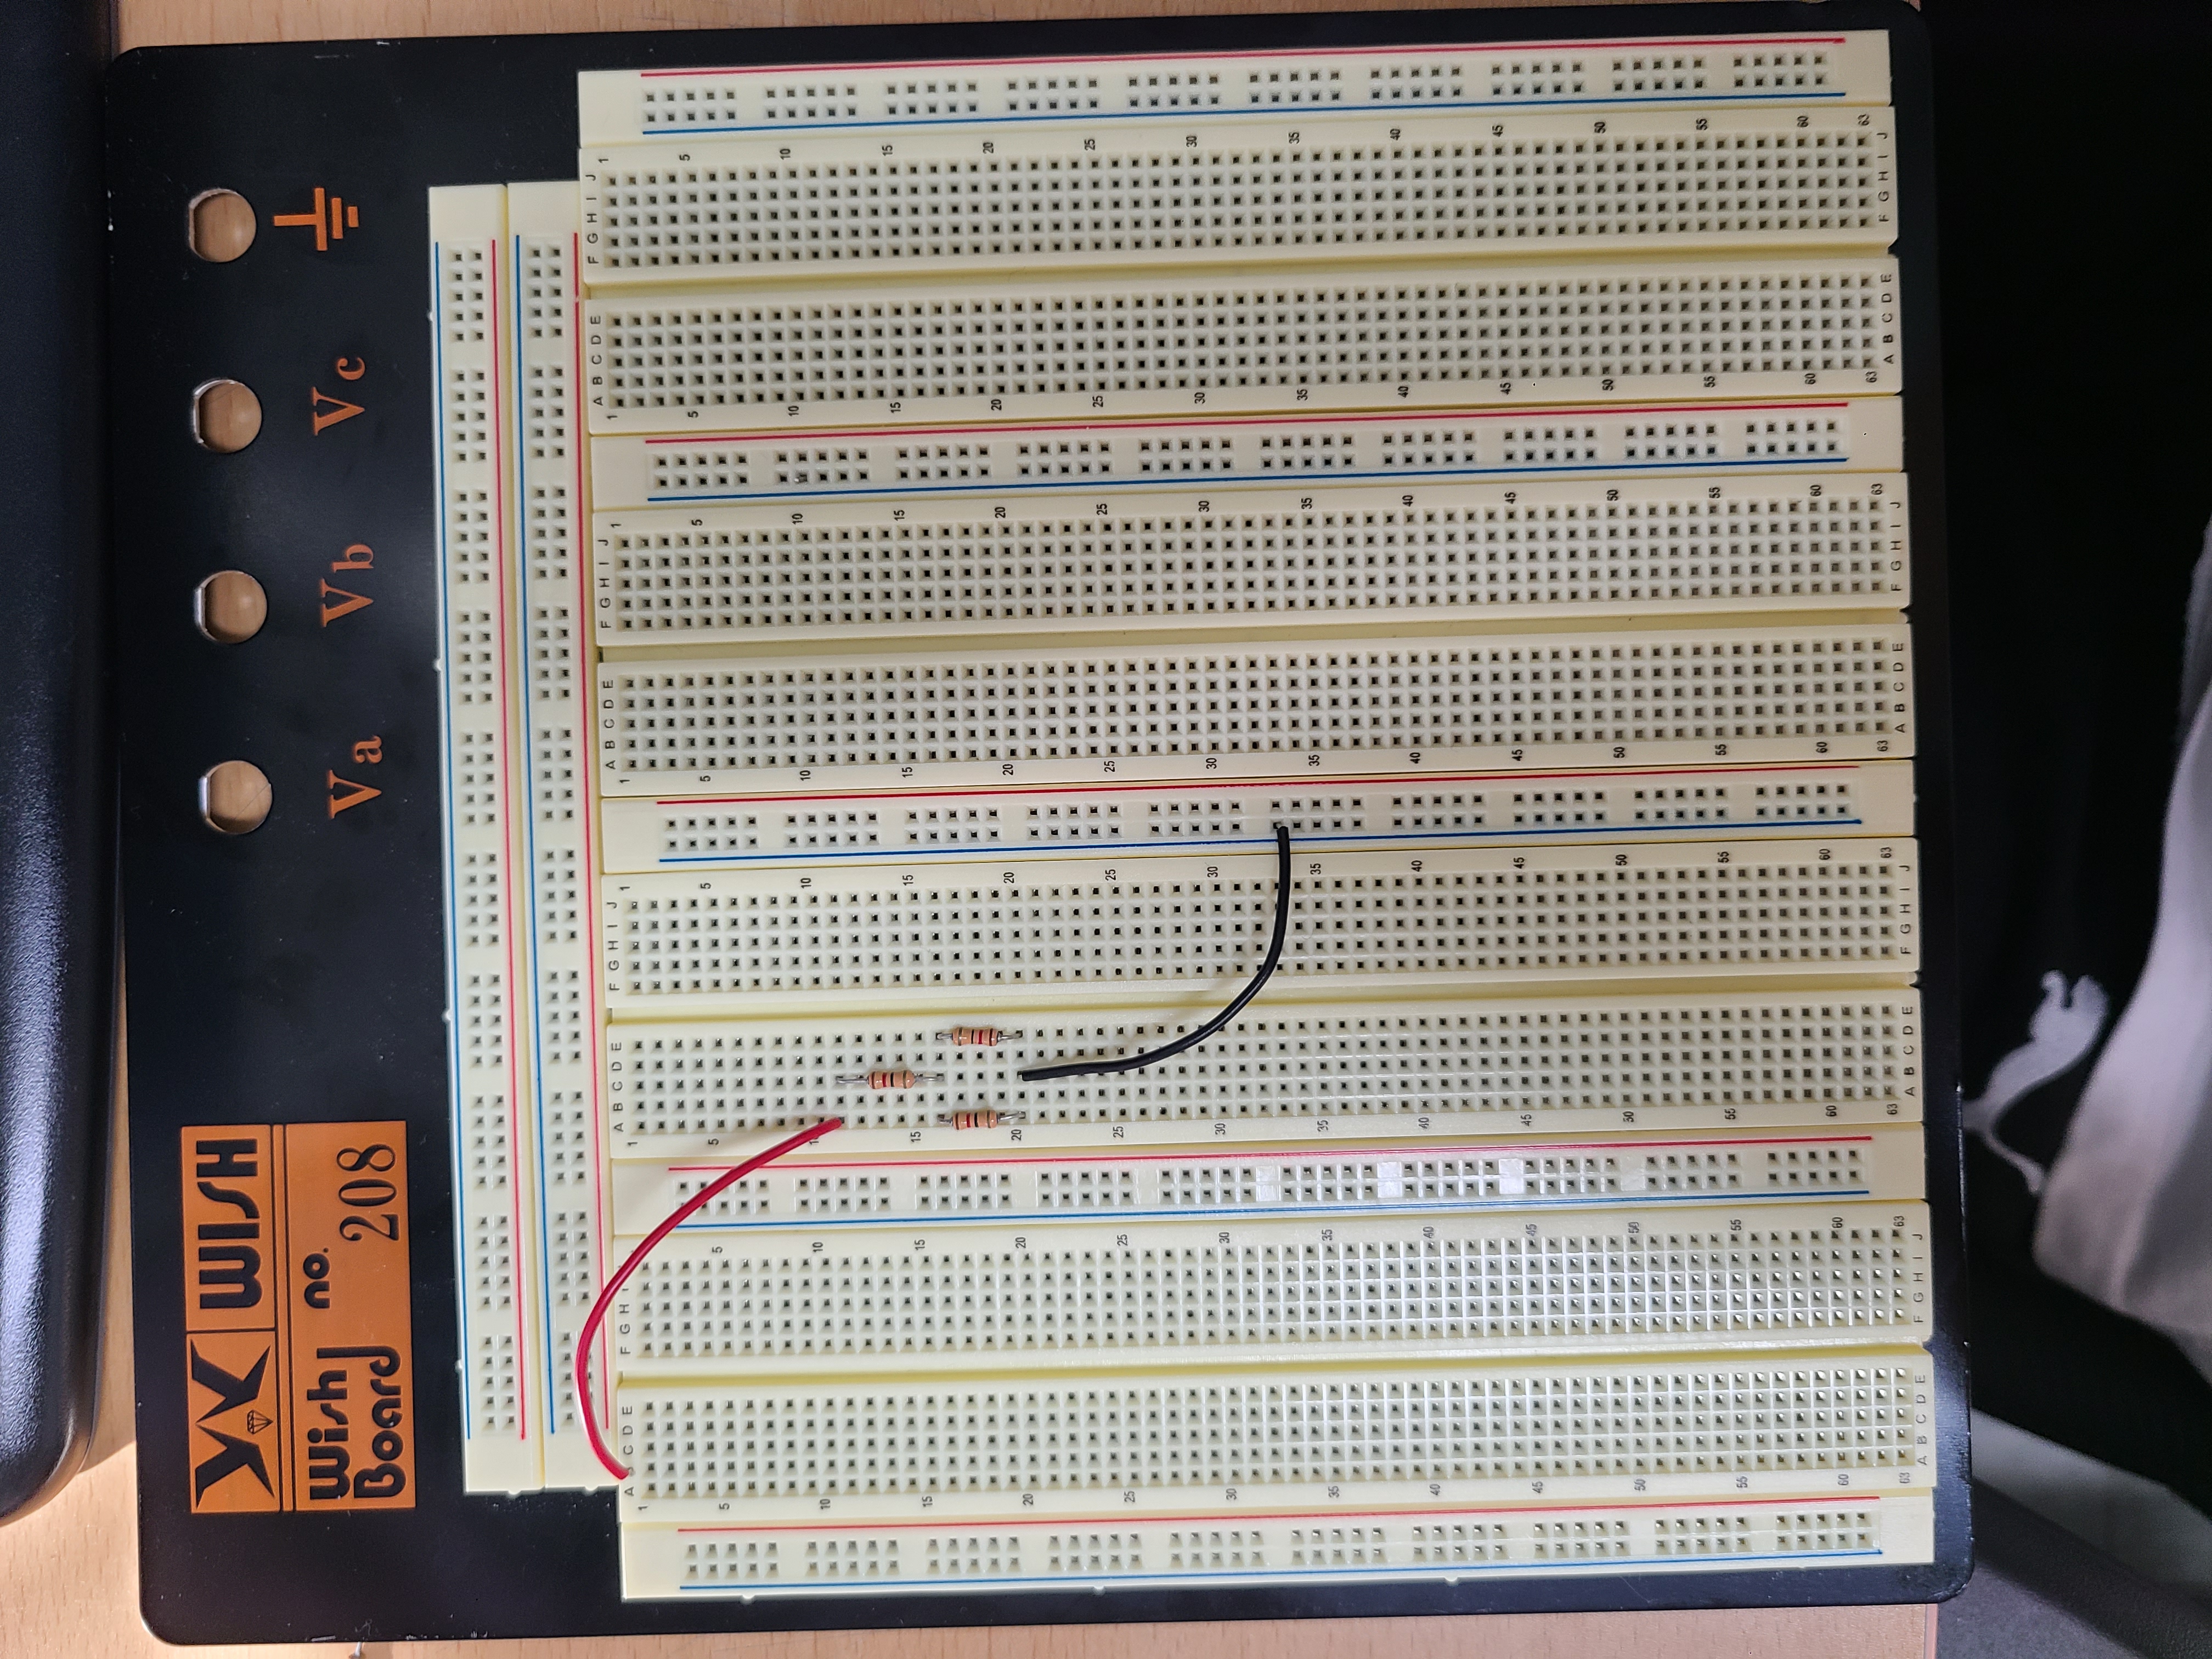 WISH
Wish Board no. 208
Va Vb Vc
A C D E F G H A B C D E F G H I J A B C D E F G H I J A B C D E F G H I J
1 1 1 1 1 1 1
5 5 5 5 5 5 5 5
10 10 10 10 10 10 10
15 15 15 15 15 15 15 15
20 20 20 20 20 20 20 20
25 25 25 25 25 25 25 25
30 30 30 30 30 30 30 30
35 35 35 35 35 35 35 35
40 40 40 40 40 40 40 40
45 45 45 45 45 45 45 45
50 50 50 50 50 50 50 50
55 55 55 55 55 55 55 55
60 60 60 60 60 60 60 60
63 63 63 63 63 63 63 63
A B C D E F G H I J A B C D E F G H I J A B C D E F G H I J A B C D E F G H I J